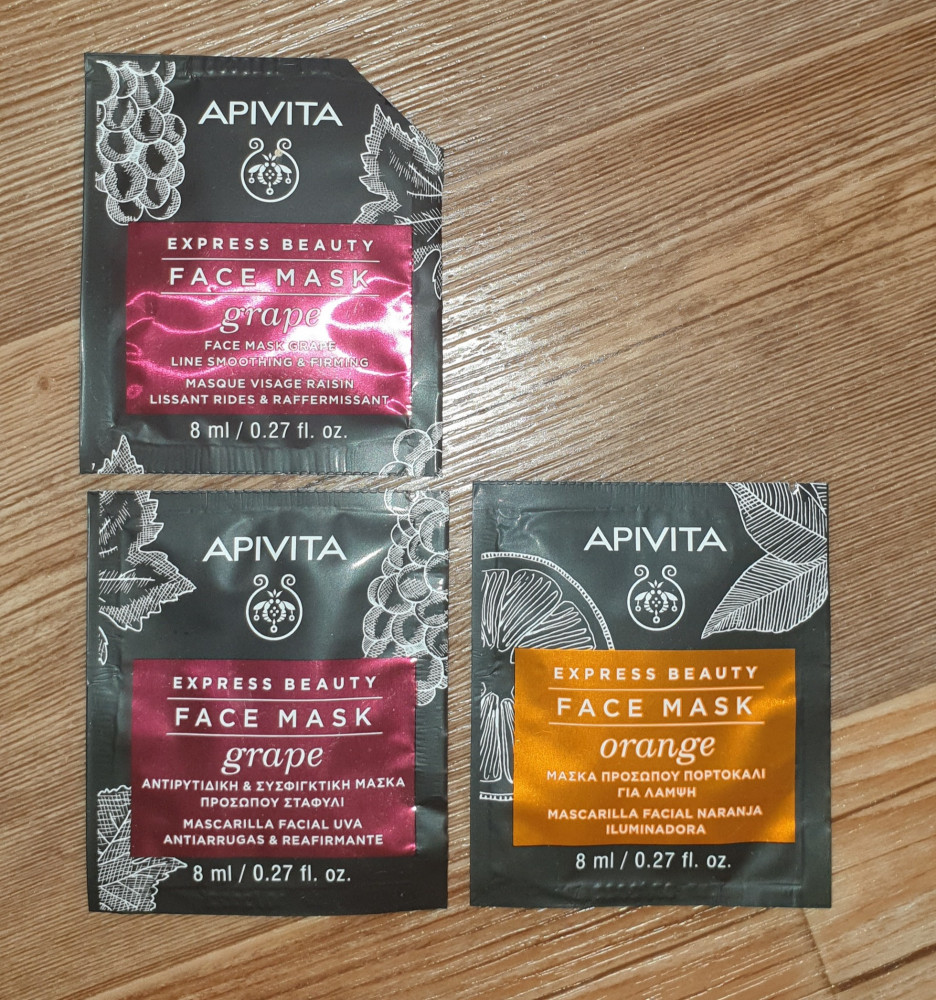 APIVITA
EXPRESS BEAUTY
FACE MASK
grape
FACE MASK GRAPE
LINE SMOOTHING & FIRMING
MASQUE VISAGE RAISIN
LISSANT RIDES & RAFFERMISSANT
8 ml / 0.27 fl. oz.
APIVITA
EXPRESS BEAUTY
FACE MASK
grape
ΑΝΤΙΡΥΤΙΔΙΚΗ & ΣΥΣΦΙΓΚΤΙΚΗ ΜΑΣΚΑ
ΠΡΟΣΩΠΟΥ ΣΤΑΦΥΛΙ
MASCARILLA FACIAL UVA
ANTIARRUGAS & REAFIRMANTE
8 ml / 0.27 fl. oz.
APIVITA
EXPRESS BEAUTY
FACE MASK
orange
ΜΑΣΚΑ ΠΡΟΣΩΠΟΥ ΠΟΡΤΟΚΑΛΙ
ΓΙΑ ΛΑΜΨΗ
MASCARILLA FACIAL NARANJA
ILUMINADORA
8 ml / 0.27 fl. oz.